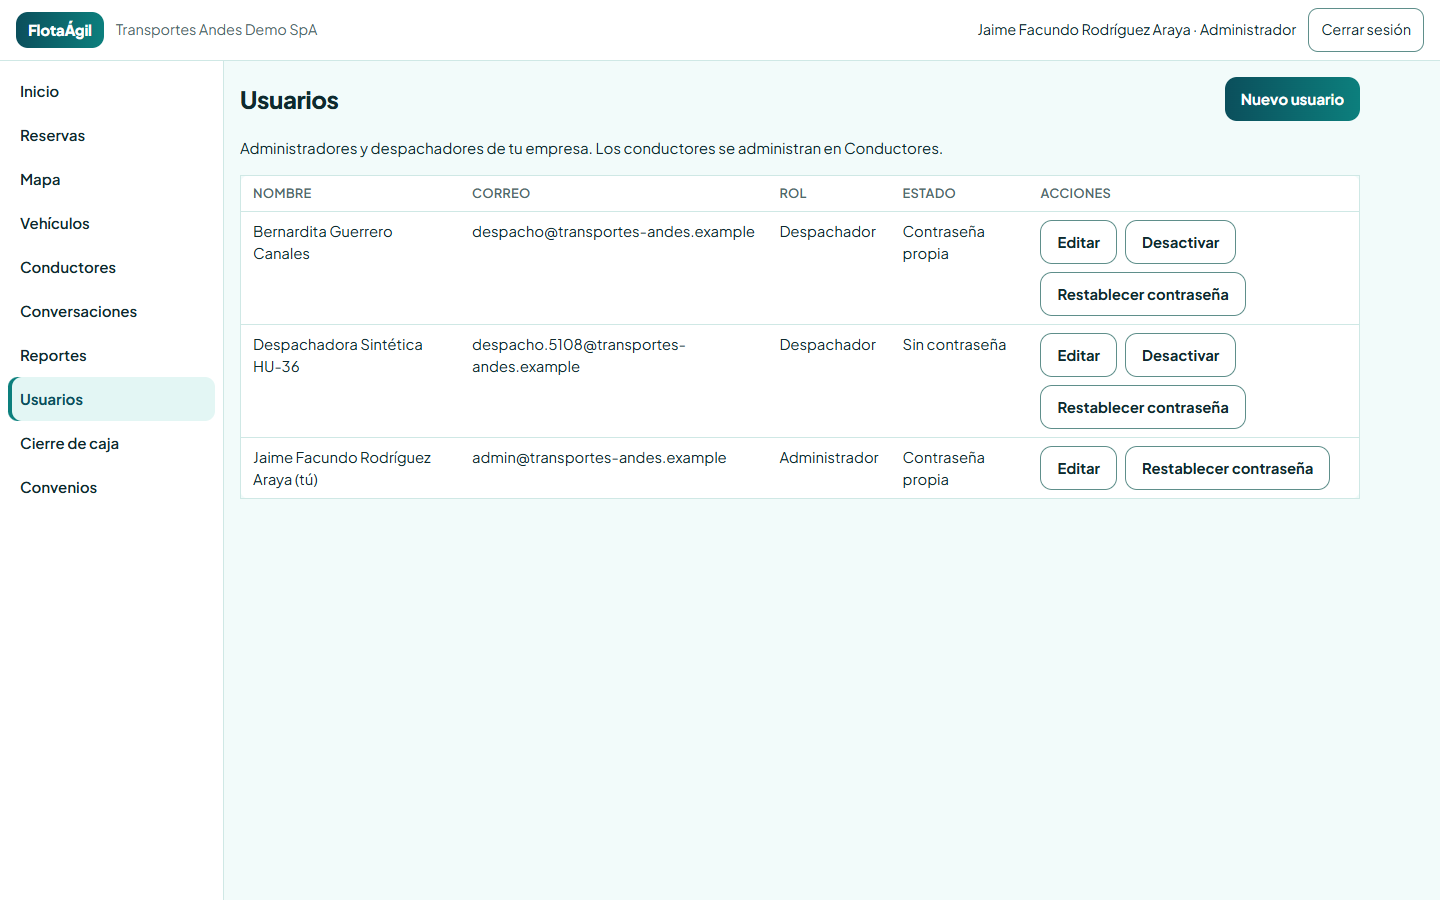 FlotaÁgil
Transportes Andes Demo SpA
Jaime Facundo Rodríguez Araya · Administrador
Cerrar sesión
Inicio
Reservas
Mapa
Vehículos
Conductores
Conversaciones
Reportes
Usuarios
Cierre de caja
Convenios
Usuarios
Nuevo usuario
Administradores y despachadores de tu empresa. Los conductores se administran en Conductores.
NOMBRE CORREO ROL ESTADO ACCIONES
Bernardita Guerrero despacho@transportes-andes.example Despachador Contraseña Editar Desactivar
Canales propia
Restablecer contraseña
Despachadora Sintética despacho.5108@transportes- Despachador Sin contraseña Editar Desactivar
HU-36 andes.example
Restablecer contraseña
Jaime Facundo Rodríguez admin@transportes-andes.example Administrador Contraseña Editar Restablecer contraseña
Araya (tú) propia